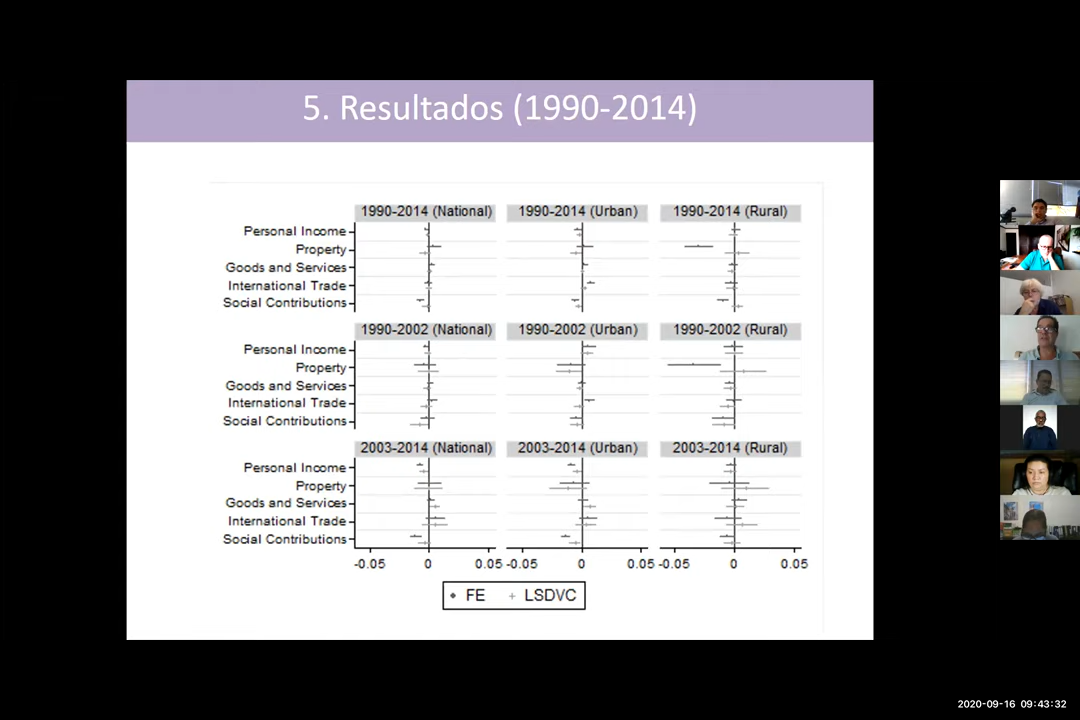 5. Resultados (1990-2014)
1990-2014 (National) 1990-2014 (Urban) 1990-2014 (Rural)
Personal Income
Property
Goods and Services
International Trade
Social Contributions
1990-2002 (National) 1990-2002 (Urban) 1990-2002 (Rural)
Personal Income
Property
Goods and Services
International Trade
Social Contributions
2003-2014 (National) 2003-2014 (Urban) 2003-2014 (Rural)
Personal Income
Property
Goods and Services
International Trade
Social Contributions
-0.05 0 0.05 -0.05 0 0.05 -0.05 0 0.05
FE LSDVC
2020-09-16 09:43:32